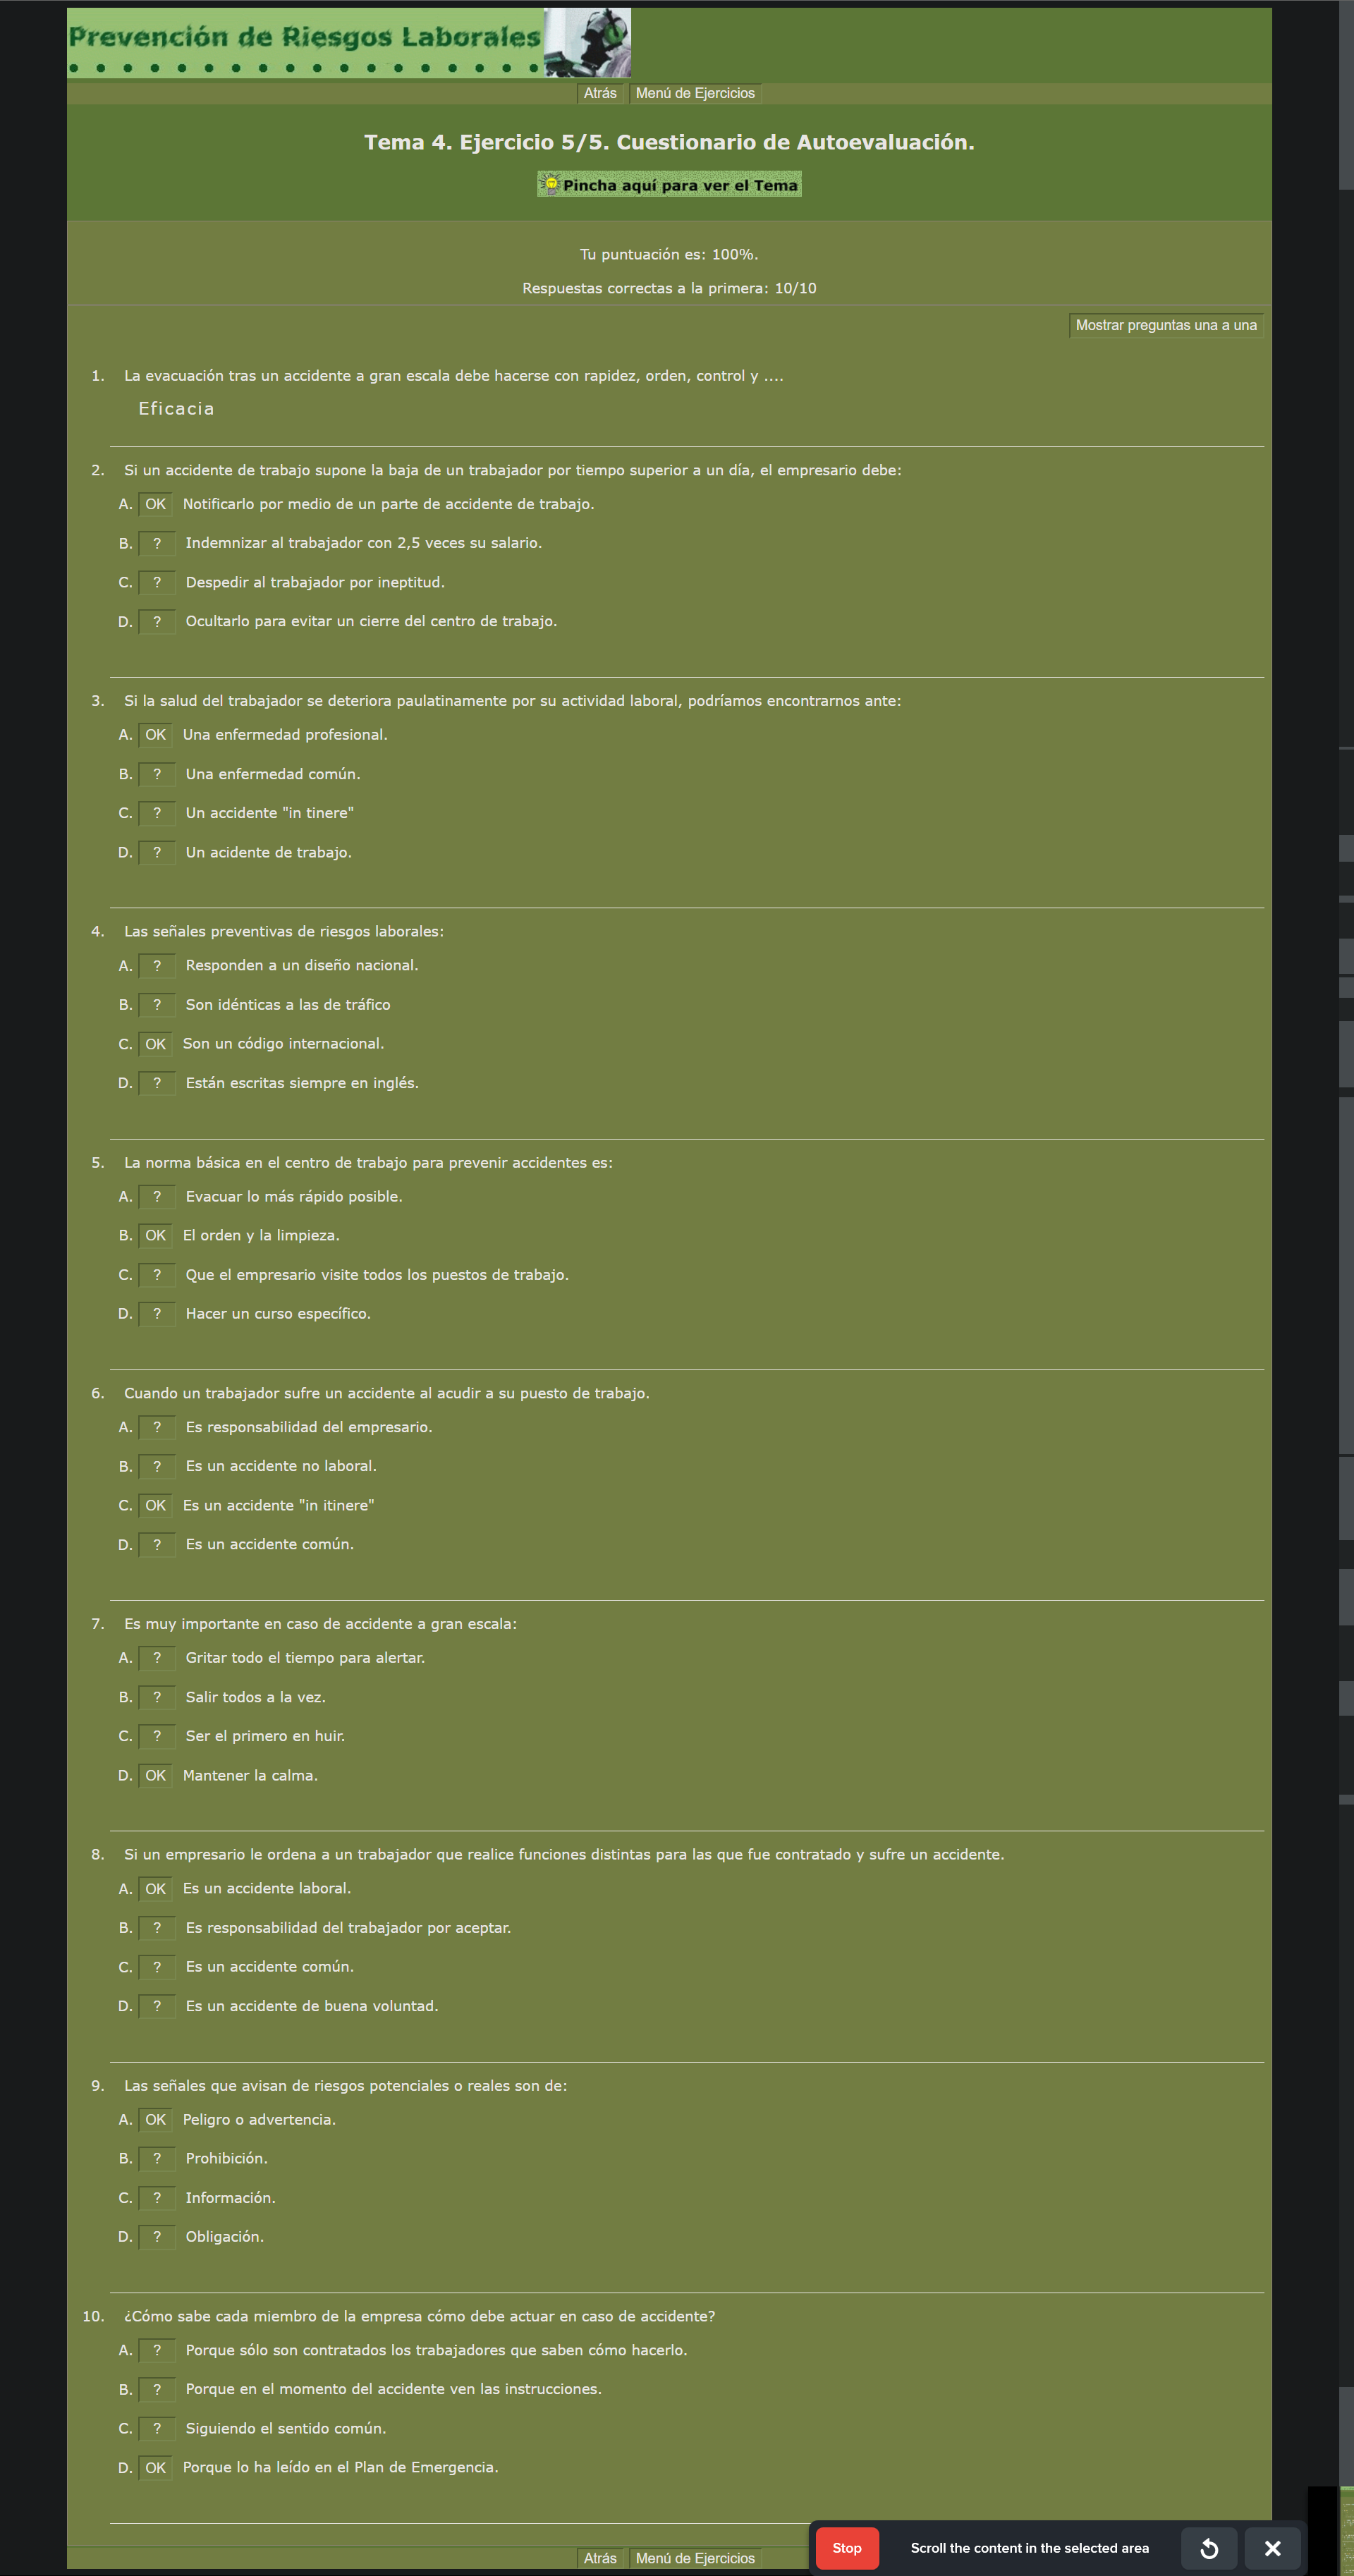 Prevención de Riesgos Laborales
Atrás Menú de Ejercicios
Tema 4. Ejercicio 5/5. Cuestionario de Autoevaluación.
Pincha aquí para ver el Tema
Tu puntuación es: 100%.
Respuestas correctas a la primera: 10/10
Mostrar preguntas una a una
1. La evacuación tras un accidente a gran escala debe hacerse con rapidez, orden, control y ....
Eficacia
2. Si un accidente de trabajo supone la baja de un trabajador por tiempo superior a un día, el empresario debe:
A. OK Notificarlo por medio de un parte de accidente de trabajo.
B. ? Indemnizar al trabajador con 2,5 veces su salario.
C. ? Despedir al trabajador por ineptitud.
D. ? Ocultarlo para evitar un cierre del centro de trabajo.
3. Si la salud del trabajador se deteriora paulatinamente por su actividad laboral, podríamos encontrarnos ante:
A. OK Una enfermedad profesional.
B. ? Una enfermedad común.
C. ? Un accidente "in tinere"
D. ? Un acidente de trabajo.
4. Las señales preventivas de riesgos laborales:
A. ? Responden a un diseño nacional.
B. ? Son idénticas a las de tráfico
C. OK Son un código internacional.
D. ? Están escritas siempre en inglés.
5. La norma básica en el centro de trabajo para prevenir accidentes es:
A. ? Evacuar lo más rápido posible.
B. OK El orden y la limpieza.
C. ? Que el empresario visite todos los puestos de trabajo.
D. ? Hacer un curso específico.
6. Cuando un trabajador sufre un accidente al acudir a su puesto de trabajo.
A. ? Es responsabilidad del empresario.
B. ? Es un accidente no laboral.
C. OK Es un accidente "in itinere"
D. ? Es un accidente común.
7. Es muy importante en caso de accidente a gran escala:
A. ? Gritar todo el tiempo para alertar.
B. ? Salir todos a la vez.
C. ? Ser el primero en huir.
D. OK Mantener la calma.
8. Si un empresario le ordena a un trabajador que realice funciones distintas para las que fue contratado y sufre un accidente.
A. OK Es un accidente laboral.
B. ? Es responsabilidad del trabajador por aceptar.
C. ? Es un accidente común.
D. ? Es un accidente de buena voluntad.
9. Las señales que avisan de riesgos potenciales o reales son de:
A. OK Peligro o advertencia.
B. ? Prohibición.
C. ? Información.
D. ? Obligación.
10. ¿Cómo sabe cada miembro de la empresa cómo debe actuar en caso de accidente?
A. ? Porque sólo son contratados los trabajadores que saben cómo hacerlo.
B. ? Porque en el momento del accidente ven las instrucciones.
C. ? Siguiendo el sentido común.
D. OK Porque lo ha leído en el Plan de Emergencia.
Atrás Menú de Ejercicios
Stop Scroll the content in the selected area